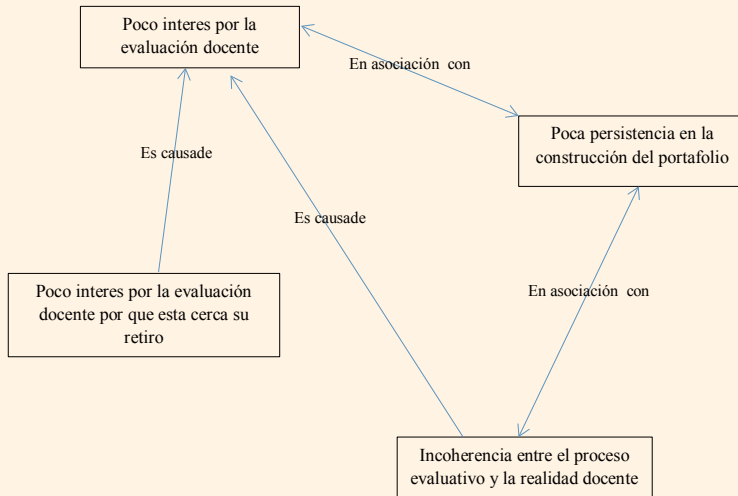 Poco interes por la
evaluación docente
En asociación  con
Poca persistencia en la
construcción del portafolio
Es causade
Es causade
Poco interes por la evaluación
docente por que esta cerca su
retiro
En asociación  con
Incoherencia entre el proceso
evaluativo y la realidad docente